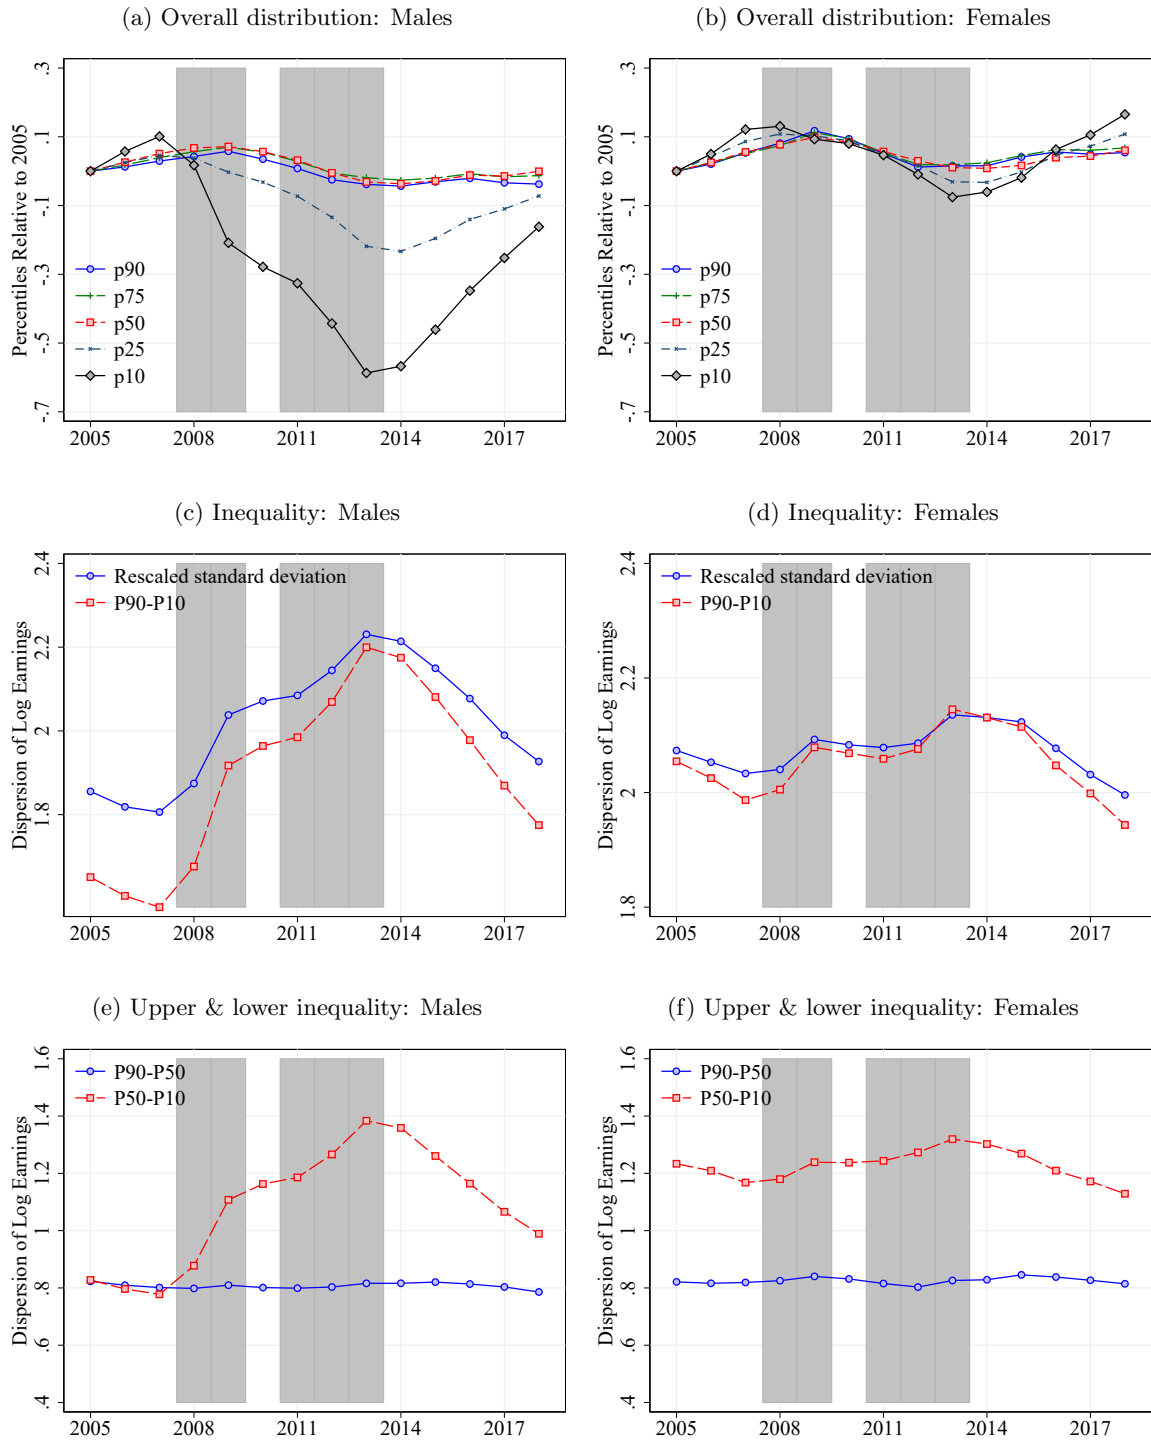 (a) Overall distribution: Males
Percentiles Relative to 2005
.3
.1
-.1
-.3
-.5
-.7
p90
p75
p50
p25
p10
2005 2008 2011 2014 2017
(b) Overall distribution: Females
Percentiles Relative to 2005
.3
.1
-.1
-.3
-.5
-.7
p90
p75
p50
p25
p10
2005 2008 2011 2014 2017
(c) Inequality: Males
Dispersion of Log Earnings
2.4
2.2
2
1.8
Rescaled standard deviation
P90-P10
2005 2008 2011 2014 2017
(d) Inequality: Females
Dispersion of Log Earnings
2.4
2.2
2
1.8
Rescaled standard deviation
P90-P10
2005 2008 2011 2014 2017
(e) Upper & lower inequality: Males
Dispersion of Log Earnings
1.6
1.4
1.2
1
.8
.6
.4
P90-P50
P50-P10
2005 2008 2011 2014 2017
(f) Upper & lower inequality: Females
Dispersion of Log Earnings
1.6
1.4
1.2
1
.8
.6
.4
P90-P50
P50-P10
2005 2008 2011 2014 2017